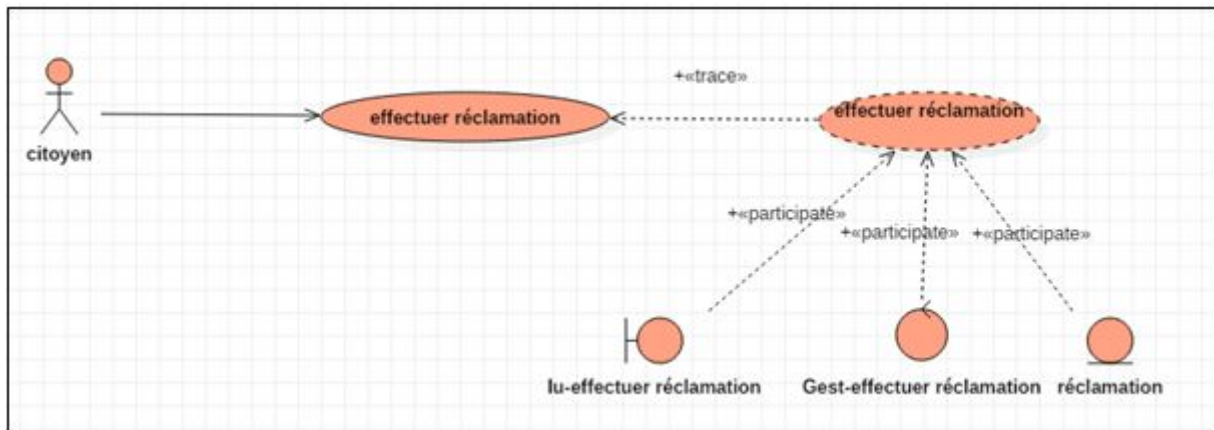 +«trace»
effectuer réclamation
effectuer réclamation
citoyen
+«participate»
+«participate»
+«participate»
Iu-effectuer réclamation
Gest-effectuer réclamation
réclamation